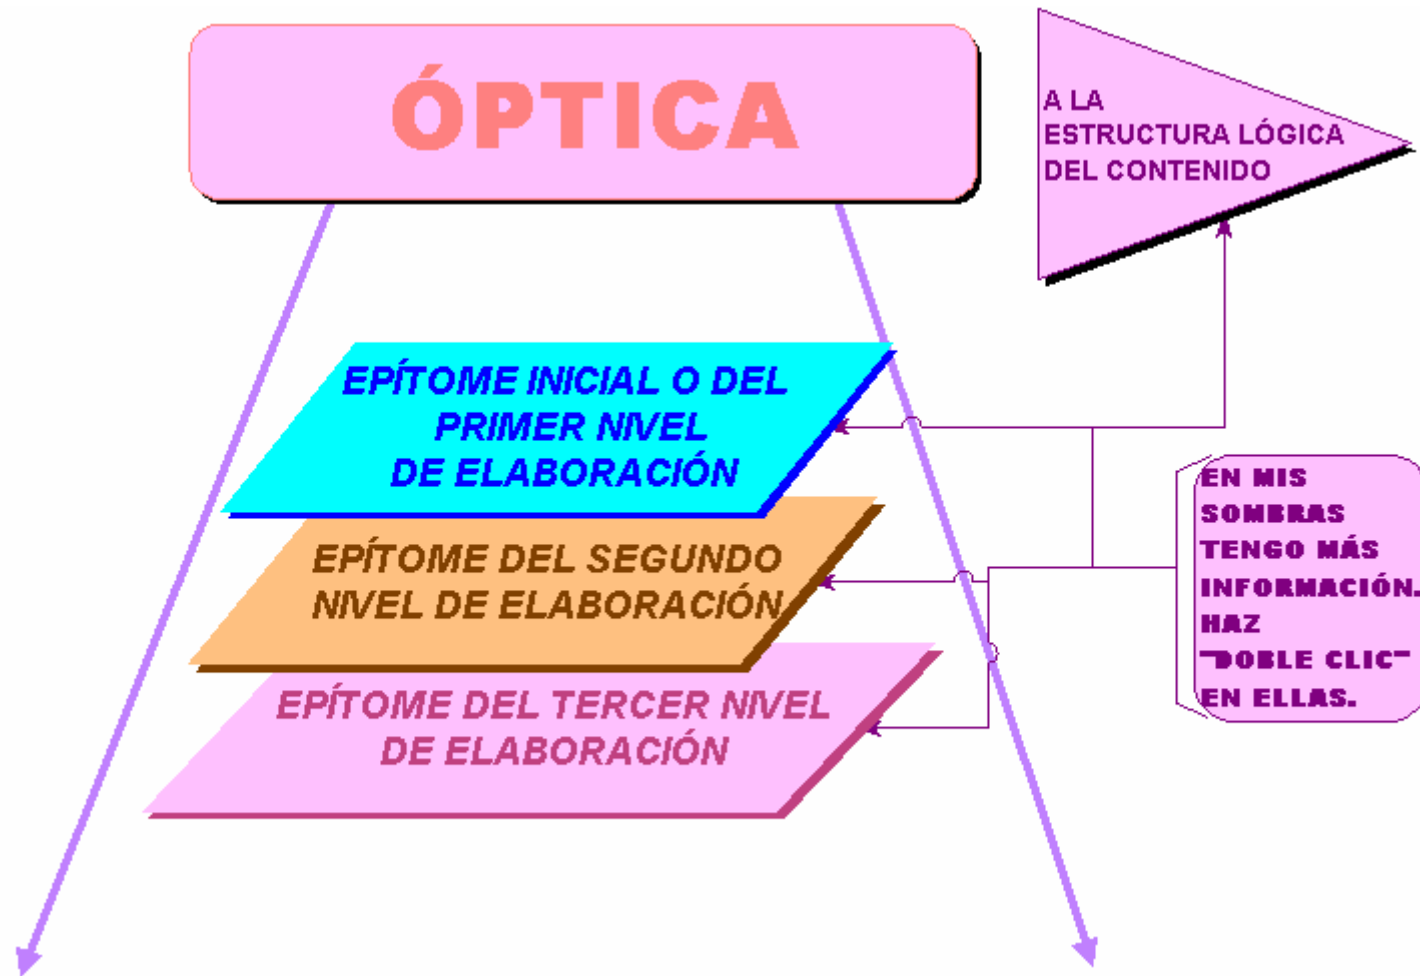 ÓPTICA
A LA
ESTRUCTURA LÓGICA
DEL CONTENIDO
EPÍTOME INICIAL O DEL
PRIMER NIVEL
DE ELABORACIÓN
EPÍTOME DEL SEGUNDO
NIVEL DE ELABORACIÓN
EPÍTOME DEL TERCER NIVEL
DE ELABORACIÓN
EN MIS
SOMBRAS
TENGO MÁS
INFORMACIÓN.
HAZ
"DOBLE CLIC"
EN ELLAS.